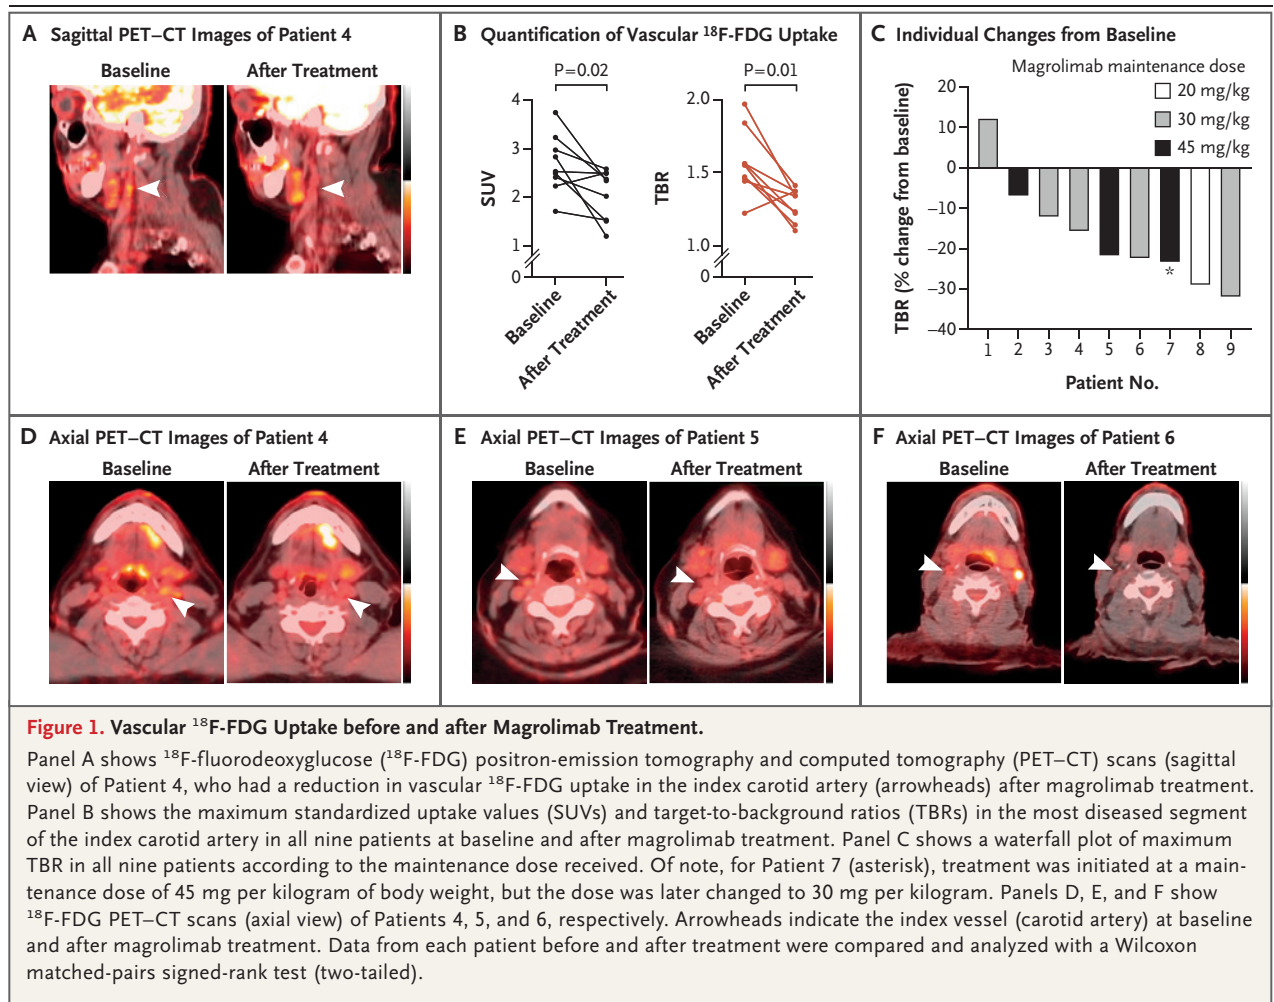 A Sagittal PET–CT Images of Patient 4
Baseline
After Treatment
B Quantification of Vascular ¹⁸F-FDG Uptake
P=0.02
P=0.01
4
3
2
1
0
SUV
Baseline
After Treatment
2.0
1.5
1.0
0
TBR
Baseline
After Treatment
C Individual Changes from Baseline
Magrolimab maintenance dose
20 mg/kg
30 mg/kg
45 mg/kg
TBR (% change from baseline)
20
10
0
–10
–20
–30
–40
*
1 2 3 4 5 6 7 8 9
Patient No.
D Axial PET–CT Images of Patient 4
Baseline
After Treatment
E Axial PET–CT Images of Patient 5
Baseline
After Treatment
F Axial PET–CT Images of Patient 6
Baseline
After Treatment
Figure 1. Vascular ¹⁸F-FDG Uptake before and after Magrolimab Treatment.
Panel A shows ¹⁸F-fluorodeoxyglucose (¹⁸F-FDG) positron-emission tomography and computed tomography (PET–CT) scans (sagittal
view) of Patient 4, who had a reduction in vascular ¹⁸F-FDG uptake in the index carotid artery (arrowheads) after magrolimab treatment.
Panel B shows the maximum standardized uptake values (SUVs) and target-to-background ratios (TBRs) in the most diseased segment
of the index carotid artery in all nine patients at baseline and after magrolimab treatment. Panel C shows a waterfall plot of maximum
TBR in all nine patients according to the maintenance dose received. Of note, for Patient 7 (asterisk), treatment was initiated at a main-
tenance dose of 45 mg per kilogram of body weight, but the dose was later changed to 30 mg per kilogram. Panels D, E, and F show
¹⁸F-FDG PET–CT scans (axial view) of Patients 4, 5, and 6, respectively. Arrowheads indicate the index vessel (carotid artery) at baseline
and after magrolimab treatment. Data from each patient before and after treatment were compared and analyzed with a Wilcoxon
matched-pairs signed-rank test (two-tailed).